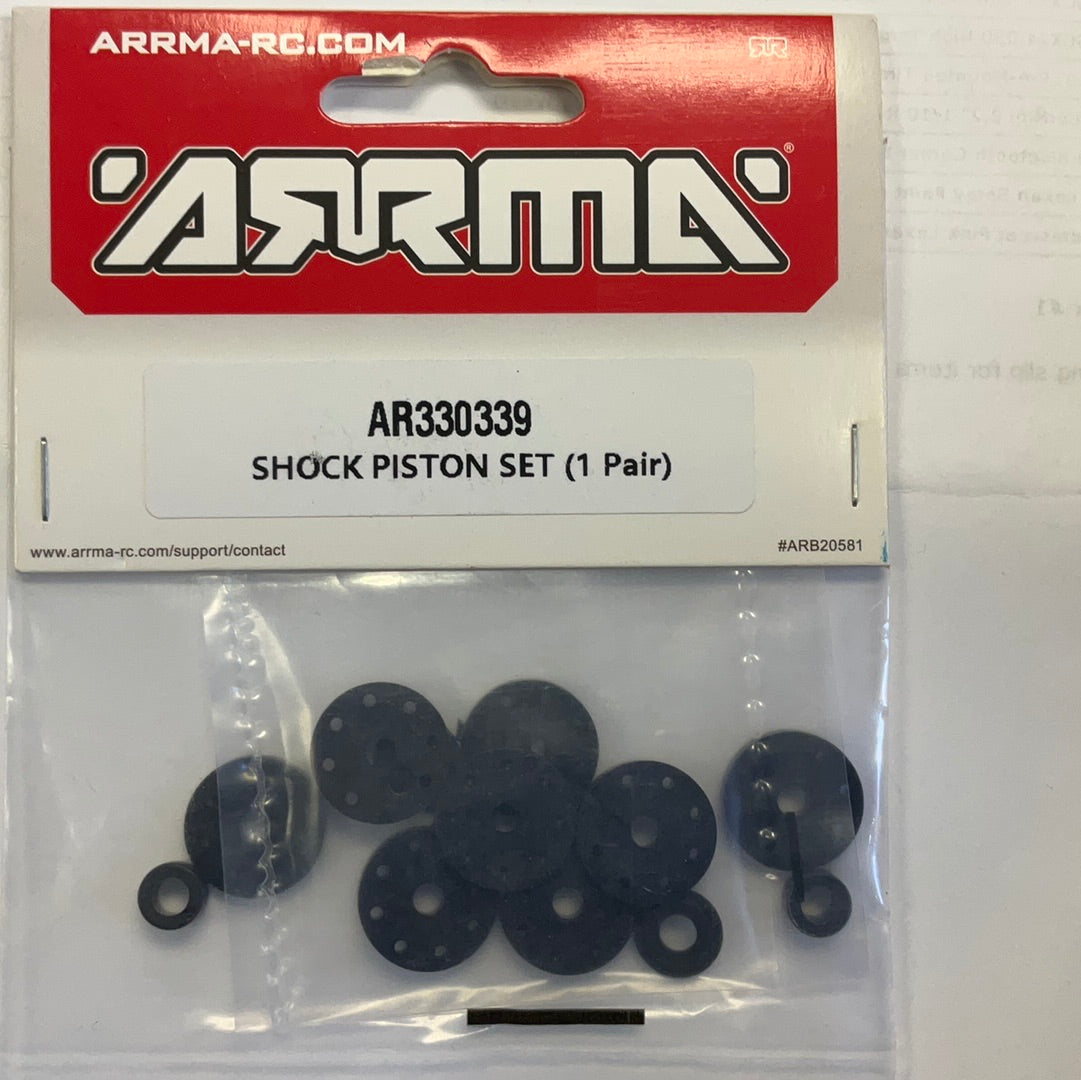 ARRMA-RC.COM
ARRMA®
AR330339
SHOCK PISTON SET (1 Pair)
www.arrma-rc.com/support/contact
#ARB20581